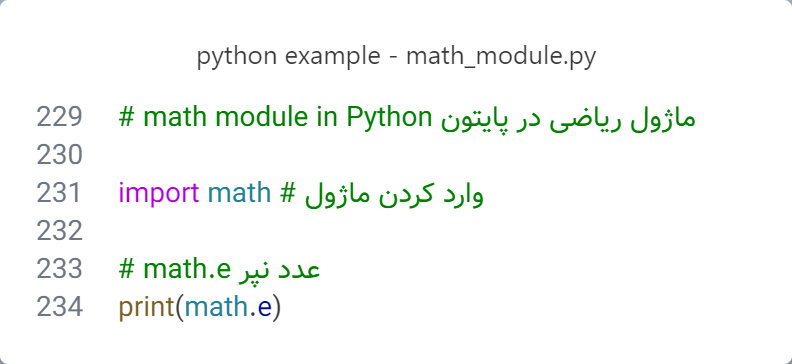 python example - math_module.py
229 # math module in Python ماژول ریاضی در پایتون
230
231 import math # وارد کردن ماژول
232
233 # math.e عدد نپر
234 print(math.e)